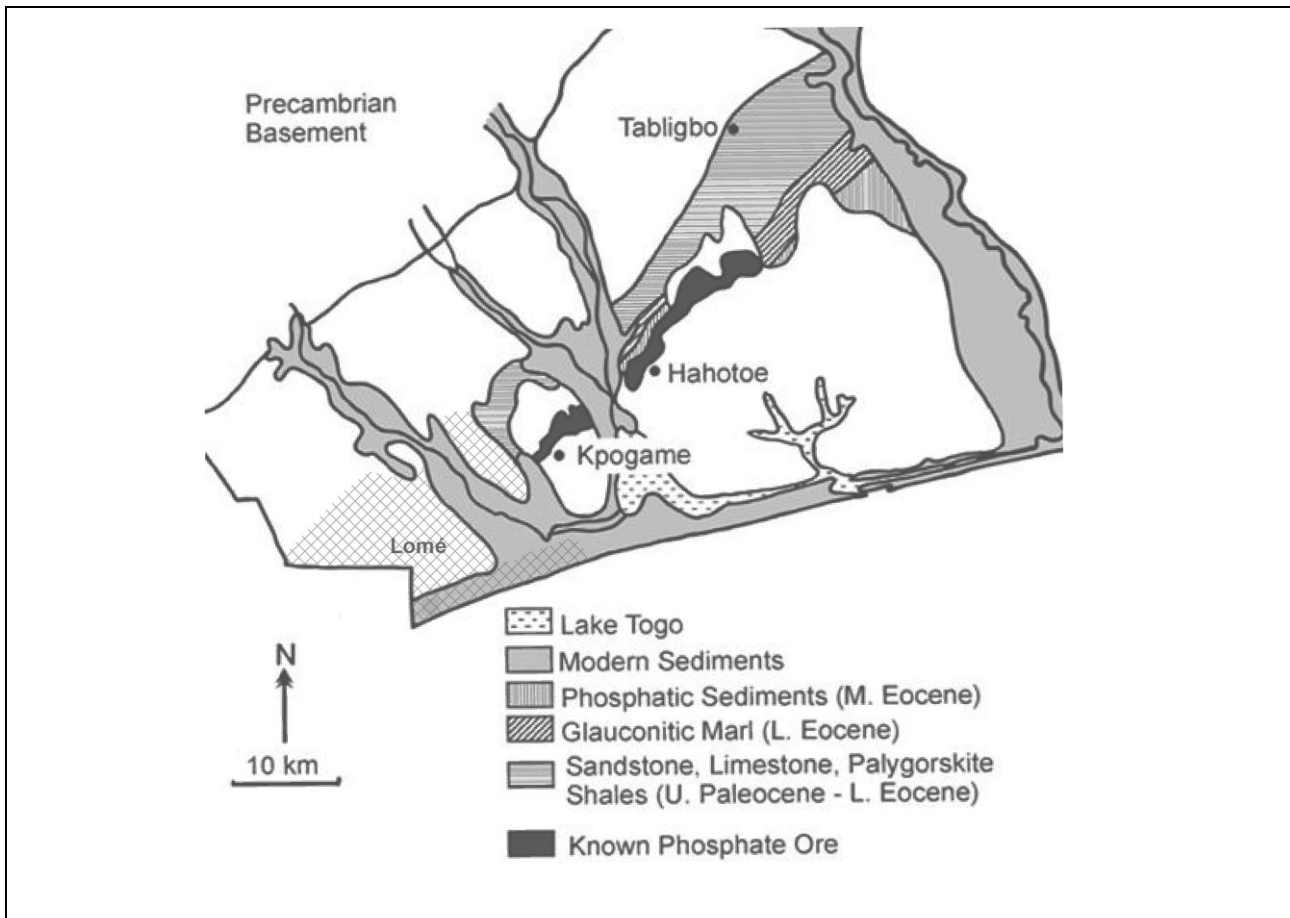 Precambrian
Basement
Tabligbo
Hahotoe
Kpogame
Lomé
N
10 km
Lake Togo
Modern Sediments
Phosphatic Sediments (M. Eocene)
Glauconitic Marl (L. Eocene)
Sandstone, Limestone, Palygorskite
Shales (U. Paleocene - L. Eocene)
Known Phosphate Ore